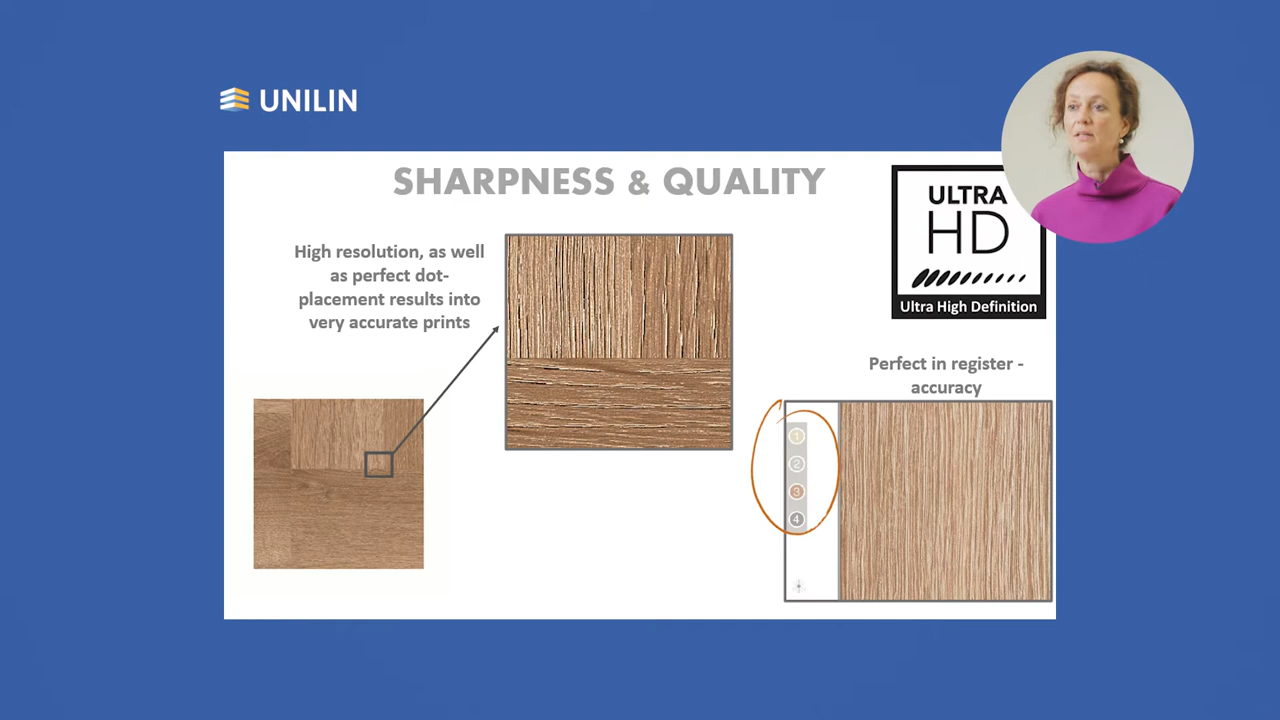 UNILIN
SHARPNESS & QUALITY
High resolution, as well
as perfect dot-
placement results into
very accurate prints
ULTRA
HD
Ultra High Definition
Perfect in register -
accuracy
1
2
3
4